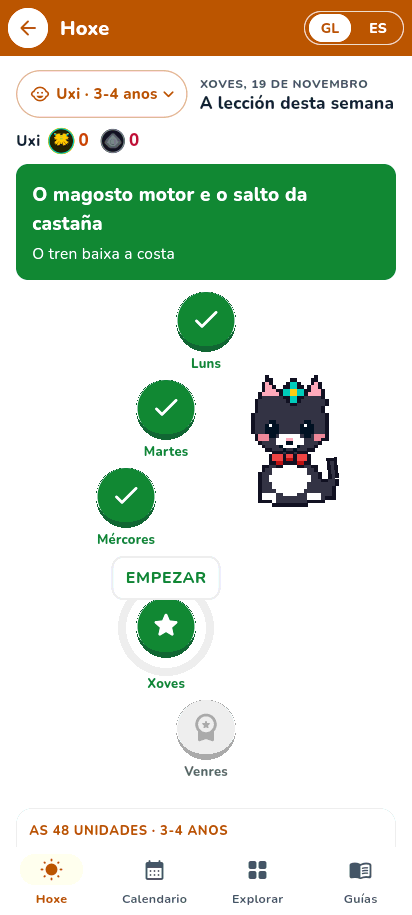 Hoxe
GL
ES
Uxi · 3-4 anos
XOVES, 19 DE NOVEMBRO
A lección desta semana
Uxi
0
0
O magosto motor e o salto da
castaña
O tren baixa a costa
Luns
Martes
Mércores
EMPEZAR
Xoves
Venres
AS 48 UNIDADES · 3-4 ANOS
Hoxe
Calendario
Explorar
Guías